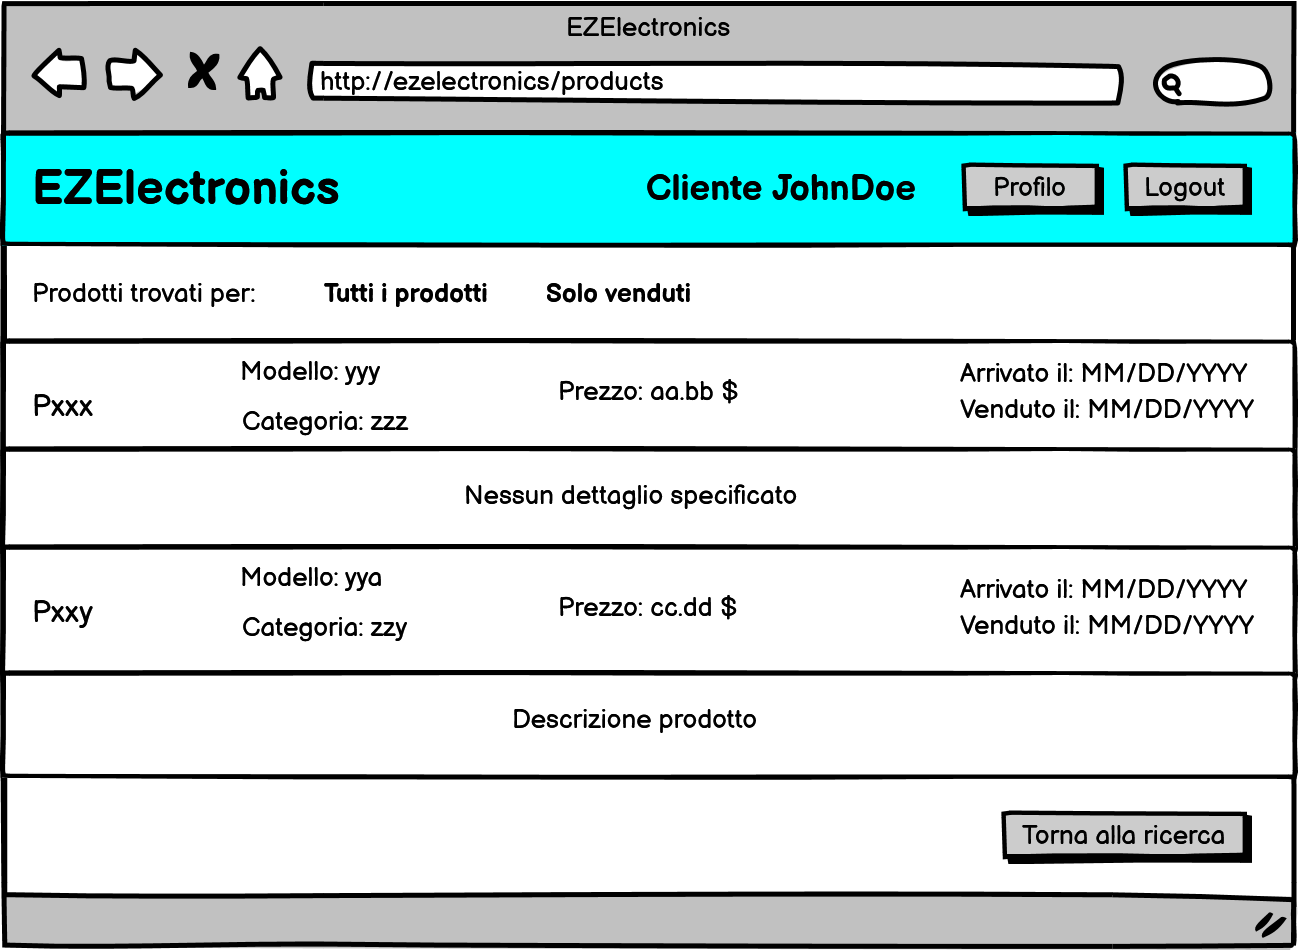 EZElectronics
http://ezelectronics/products
EZElectronics
Cliente JohnDoe
Profilo
Logout
Prodotti trovati per:
Tutti i prodotti
Solo venduti
Pxxx
Modello: yyy
Categoria: zzz
Prezzo: aa.bb $
Arrivato il: MM/DD/YYYY
Venduto il: MM/DD/YYYY
Nessun dettaglio specificato
Pxxy
Modello: yya
Categoria: zzy
Prezzo: cc.dd $
Arrivato il: MM/DD/YYYY
Venduto il: MM/DD/YYYY
Descrizione prodotto
Torna alla ricerca